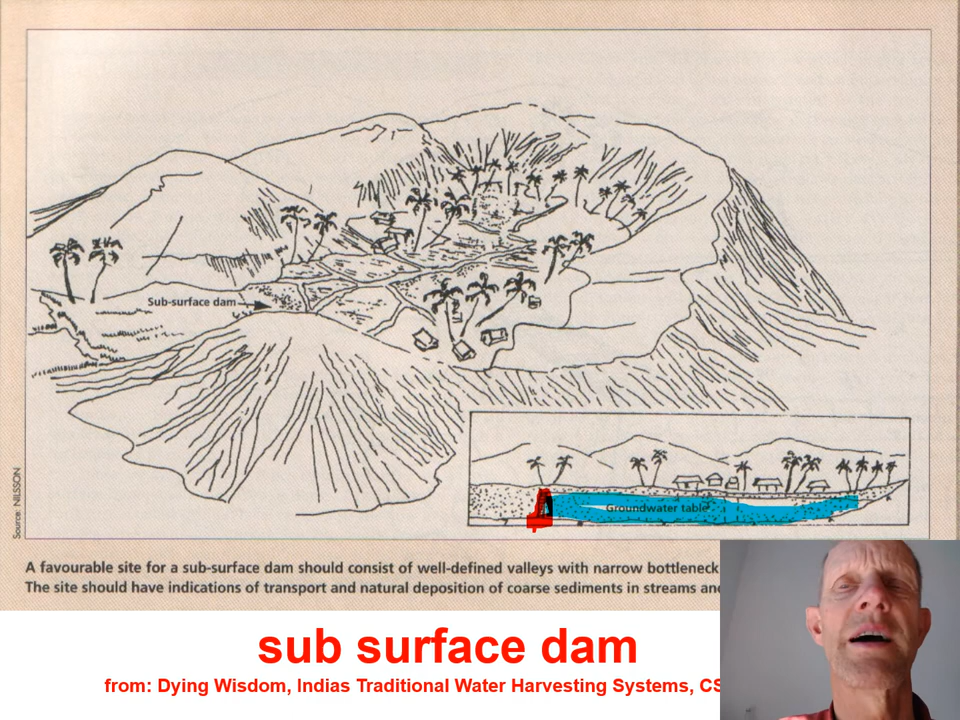 Sub-surface dam
Source: NILSSON
Groundwater table
A favourable site for a sub-surface dam should consist of well-defined valleys with narrow bottleneck
The site should have indications of transport and natural deposition of coarse sediments in streams
sub surface dam
from: Dying Wisdom, Indias Traditional Water Harvesting Systems,